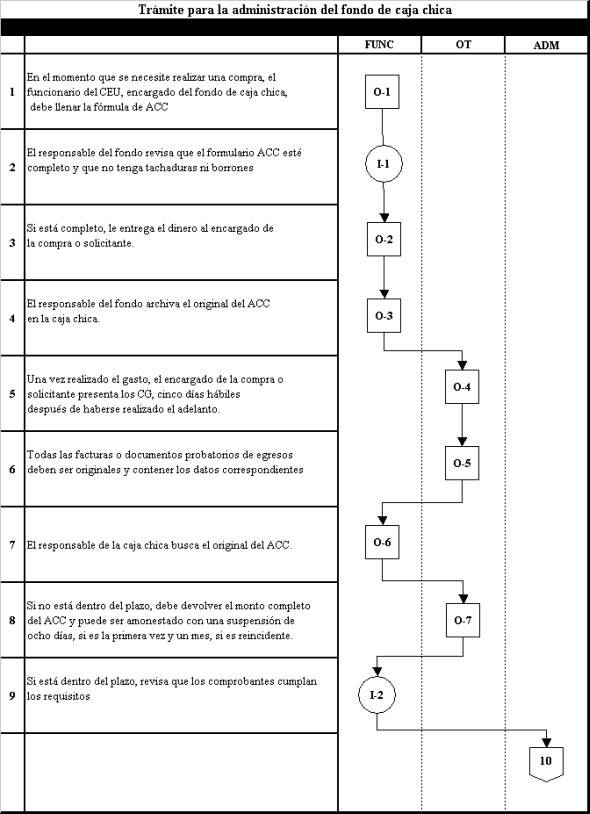 Trámite para la administración del fondo de caja chica
FUNC OT ADM
1 En el momento que se necesite realizar una compra, el
funcionario del CEU, encargado del fondo de caja chica,
debe llenar la fórmula de ACC
O-1
2 El responsable del fondo revisa que el formulario ACC esté
completo y que no tenga tachaduras ni borrones
I-1
3 Si está completo, le entrega el dinero al encargado de
la compra o solicitante.
O-2
4 El responsable del fondo archiva el original del ACC
en la caja chica.
O-3
5 Una vez realizado el gasto, el encargado de la compra o
solicitante presenta los CG, cinco días hábiles
después de haberse realizado el adelanto.
O-4
6 Todas las facturas o documentos probatorios de egresos
deben ser originales y contener los datos correspondientes
O-5
7 El responsable de la caja chica busca el original del ACC.
O-6
8 Si no está dentro del plazo, debe devolver el monto completo
del ACC y puede ser amonestado con una suspensión de
ocho días, si es la primera vez y un mes, si es reincidente.
O-7
9 Si está dentro del plazo, revisa que los comprobantes cumplan
los requisitos
I-2
10